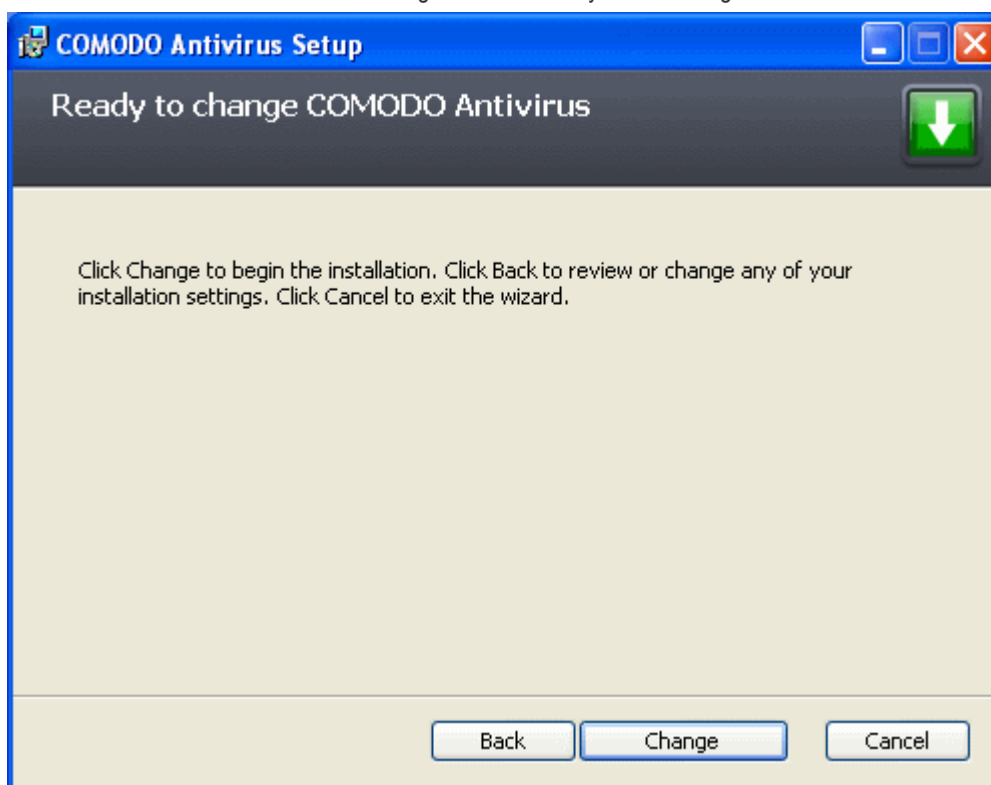 COMODO Antivirus Setup
Ready to change COMODO Antivirus
Click Change to begin the installation. Click Back to review or change any of your
installation settings. Click Cancel to exit the wizard.
Back Change Cancel